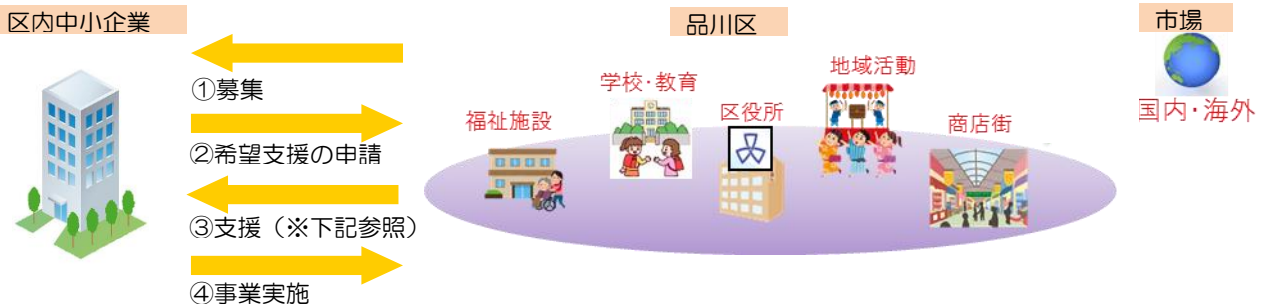 区内中小企業
品川区
市場
①募集
②希望支援の申請
③支援（※下記参照）
④事業実施
福祉施設
学校・教育
区役所
地域活動
商店街
国内・海外